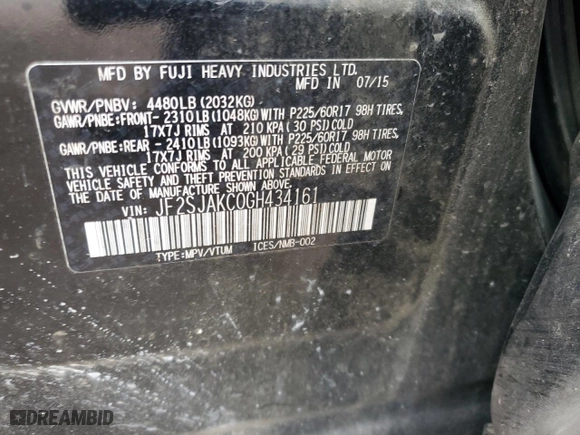 MFD BY FUJI HEAVY INDUSTRIES LTD.
MFD IN 07/15
GVWR/PNBV: 4480LB(2032KG)
GAWR/PNBE:FRONT- 2310LB(1048KG)WITH P225/60R17 98H TIRES,
17X7J RIMS AT 210 KPA(30 PSI)COLD
GAWR/PNBE:REAR -2410LB(1093KG)WITH P225/60R17 98H TIRES,
17X7J RIMS AT 200 KPA(29 PSI)COLD
THIS VEHICLE CONFORMS TO ALL APPLICABLE FEDERAL MOTOR
VEHICLE SAFETY AND THEFT PREVENTION STANDARDS IN EFFECT ON
THE DATE OF MANUFACTURE SHOWN ABOVE.
VIN: JF2SJAKC0GH434161
TYPE:MPV/VTUM ICES/NMB-002
DREAMBID